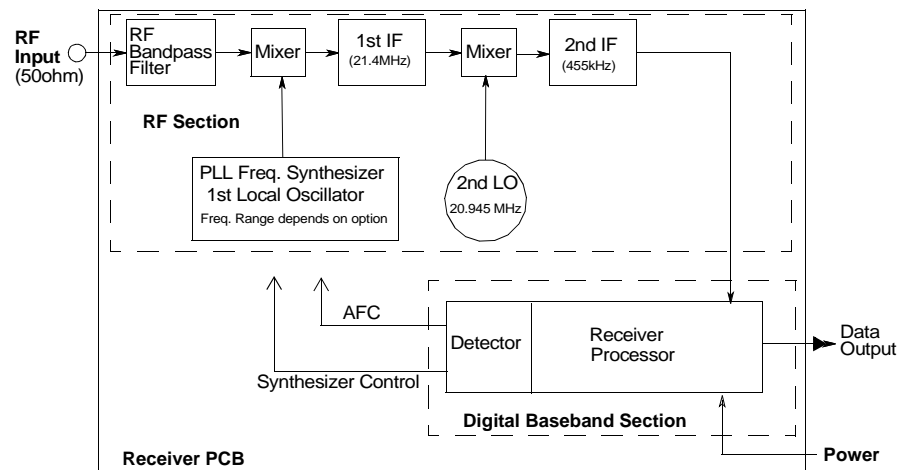 RF
Input
(50ohm)
RF
Bandpass
Filter
Mixer
1st IF
(21.4MHz)
Mixer
2nd IF
(455kHz)
RF Section
PLL Freq. Synthesizer
1st Local Oscillator
Freq. Range depends on option
2nd LO
20.945 MHz
AFC
Synthesizer Control
Detector
Receiver
Processor
Data
Output
Digital Baseband Section
Receiver PCB
Power